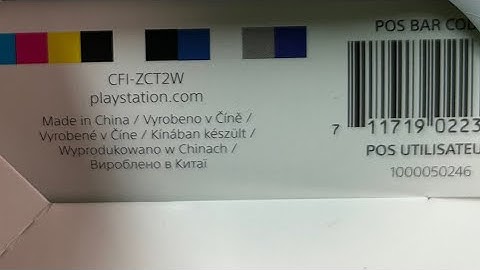 POS BAR COD
CFI-ZCT2W
playstation.com
Made in China / Vyrobeno v Číně /
Vyrobené v Číne / Kínában készült /
Wyprodukowano w Chinach /
Вироблено в Китаї
7 11719 0223
POS UTILISATEU
1000050246